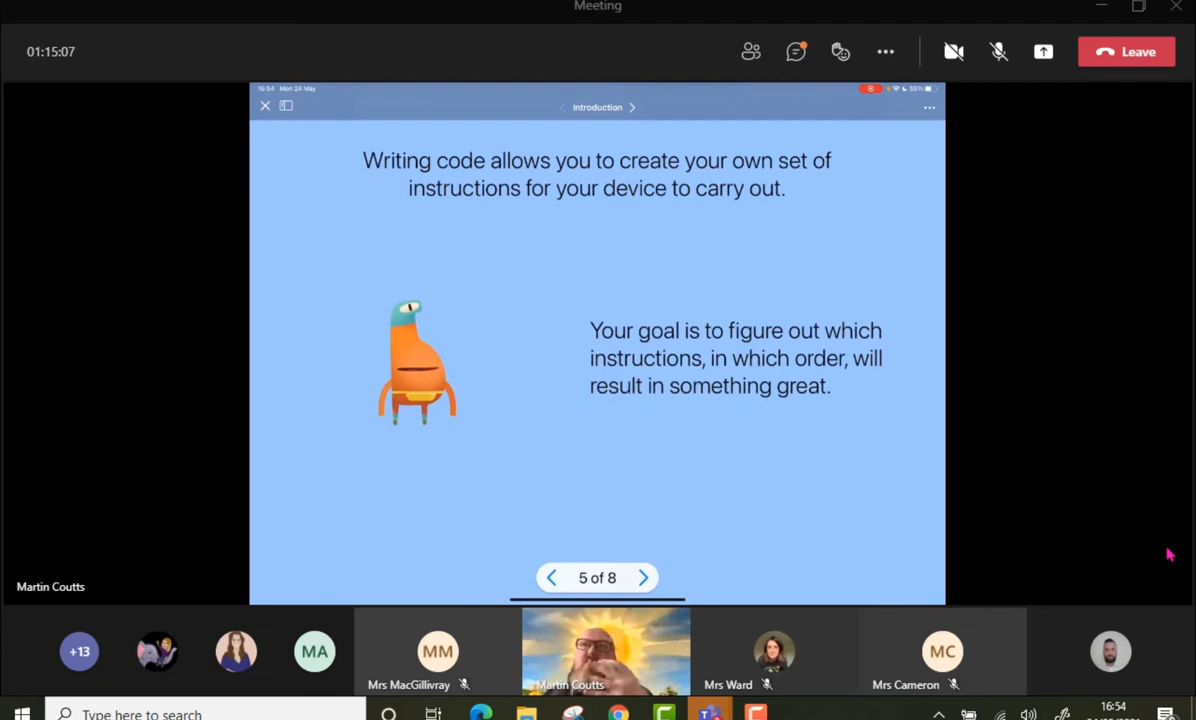 Meeting
01:15:07
Leave
16:54 Mon 24 May
55%
Introduction
Writing code allows you to create your own set of
instructions for your device to carry out.
Your goal is to figure out which
instructions, in which order, will
result in something great.
5 of 8
Martin Coutts
+13
MA
MM
MC
Mrs MacGillivray
Martin Coutts
Mrs Ward
Mrs Cameron
Type here to search
16:54